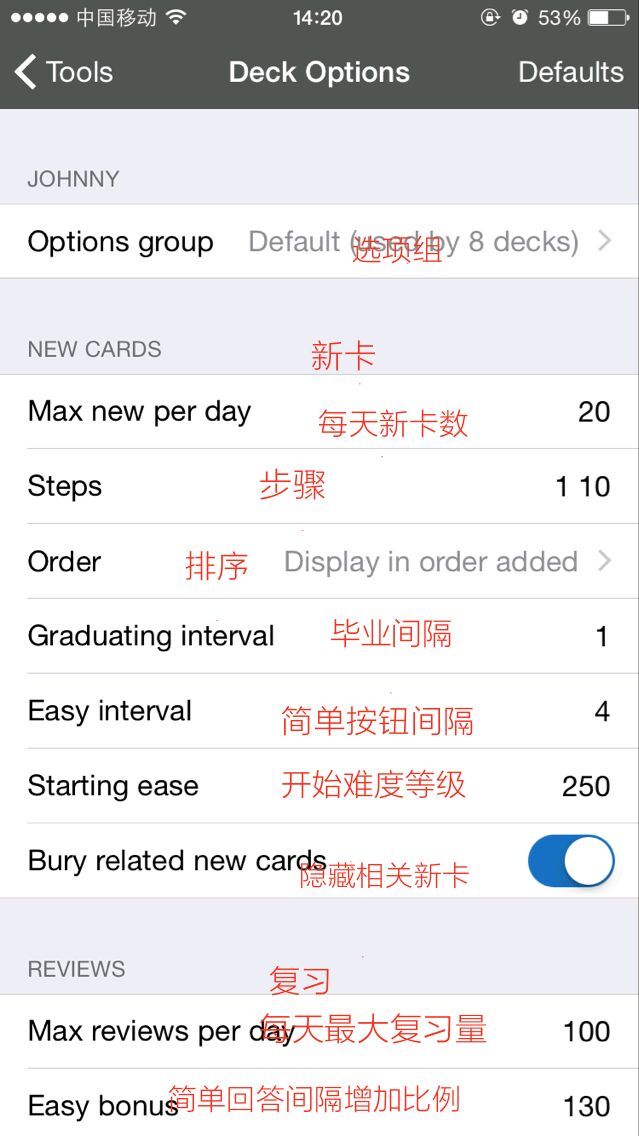 中国移动 14:20 53%
Tools Deck Options Defaults
JOHNNY
Options group Default (used by 8 decks)
选项组
NEW CARDS 新卡
Max new per day 每天新卡数 20
Steps 步骤 1 10
Order 排序 Display in order added
Graduating interval 毕业间隔 1
Easy interval 简单按钮间隔 4
Starting ease 开始难度等级 250
Bury related new cards
隐藏相关新卡
REVIEWS 复习
Max reviews per day 每天最大复习量 100
Easy bonus 简单回答间隔增加比例 130